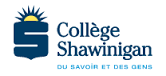 Collège
Shawinigan
DU SAVOIR ET DES GENS